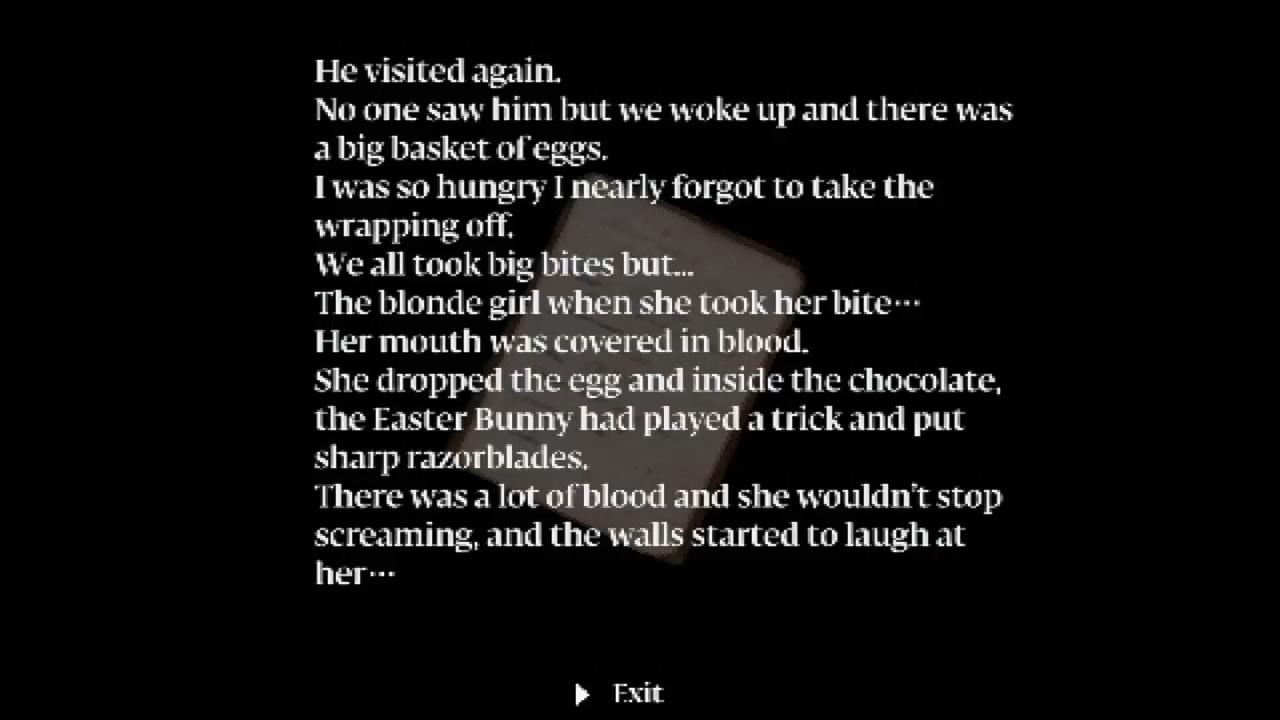 He visited again.
No one saw him but we woke up and there was
a big basket of eggs.
I was so hungry I nearly forgot to take the
wrapping off.
We all took big bites but...
The blonde girl when she took her bite···
Her mouth was covered in blood.
She dropped the egg and inside the chocolate,
the Easter Bunny had played a trick and put
sharp razorblades.
There was a lot of blood and she wouldn't stop
screaming, and the walls started to laugh at
her···
Exit